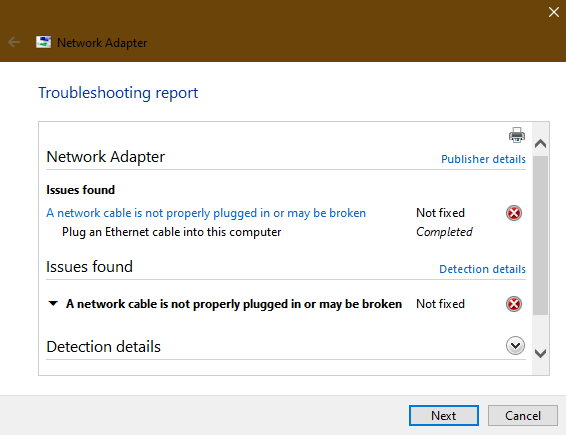 Network Adapter
Troubleshooting report
Network Adapter
Publisher details
Issues found
A network cable is not properly plugged in or may be broken Not fixed
Plug an Ethernet cable into this computer Completed
Issues found
Detection details
A network cable is not properly plugged in or may be broken Not fixed
Detection details
Next
Cancel